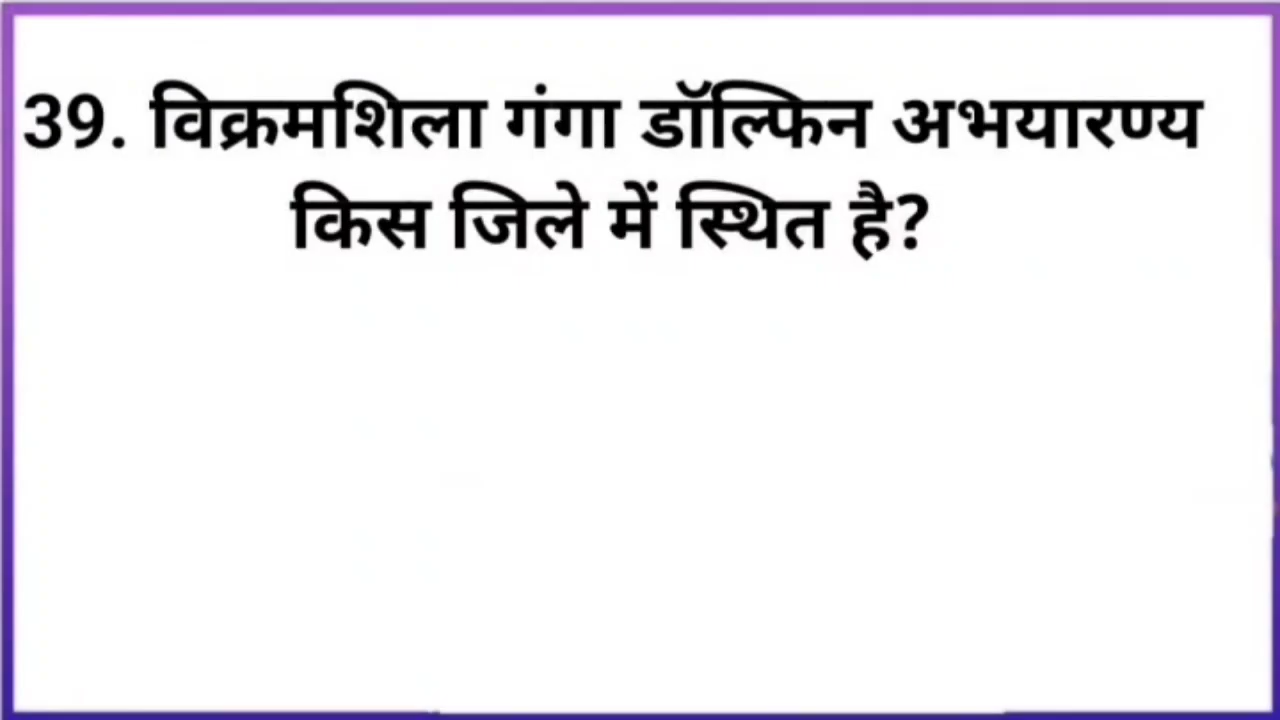 39. विक्रमशिला गंगा डॉल्फिन अभयारण्य
किस जिले में स्थित है?